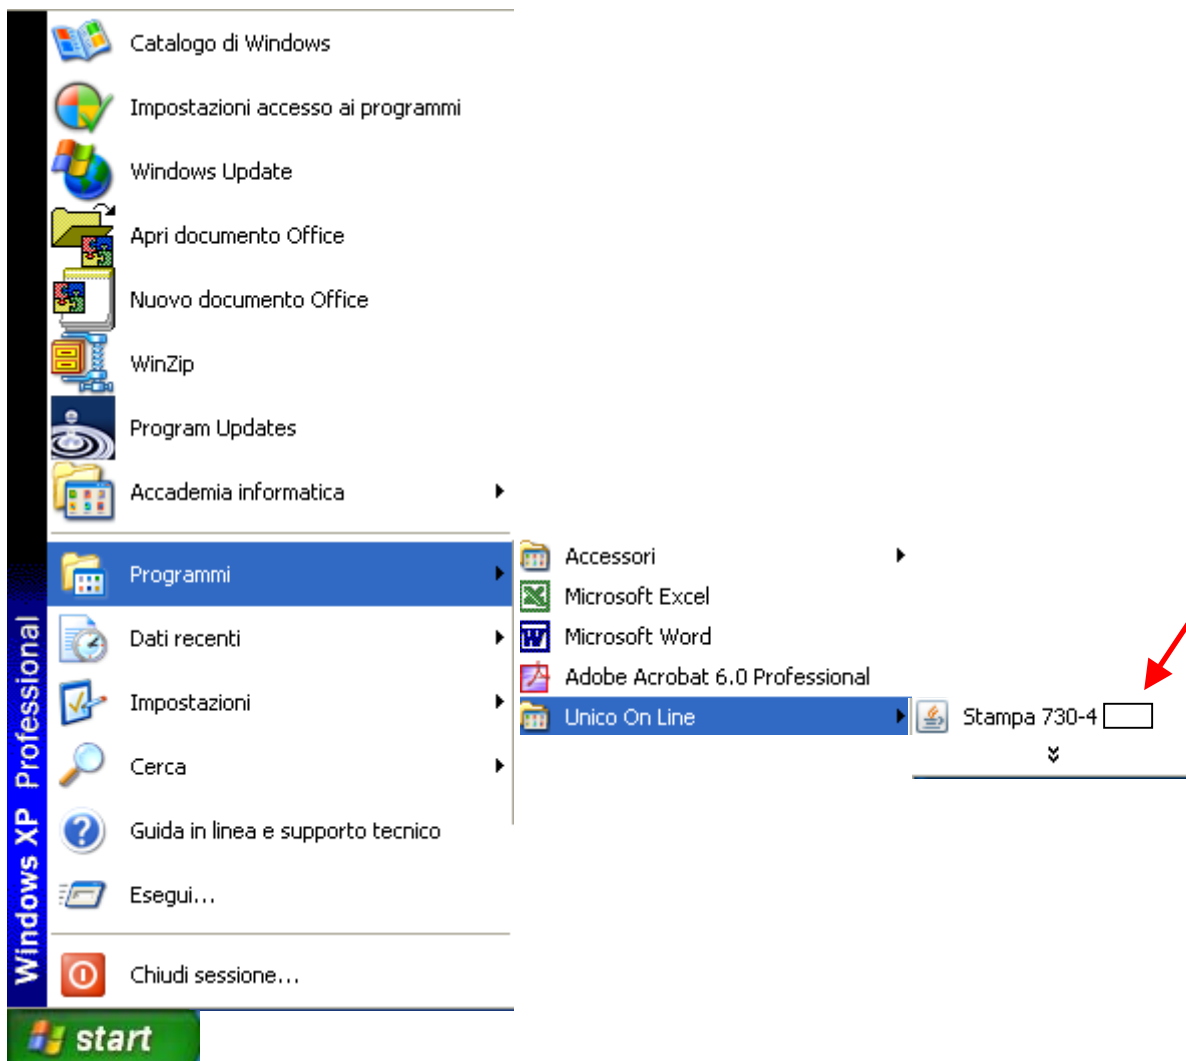 Catalogo di Windows
Impostazioni accesso ai programmi
Windows Update
Apri documento Office
Nuovo documento Office
WinZip
Program Updates
Accademia informatica
Programmi
Dati recenti
Impostazioni
Cerca
Guida in linea e supporto tecnico
Esegui...
Chiudi sessione...
Windows XP Professional
start
Accessori
Microsoft Excel
Microsoft Word
Adobe Acrobat 6.0 Professional
Unico On Line
Stampa 730-4